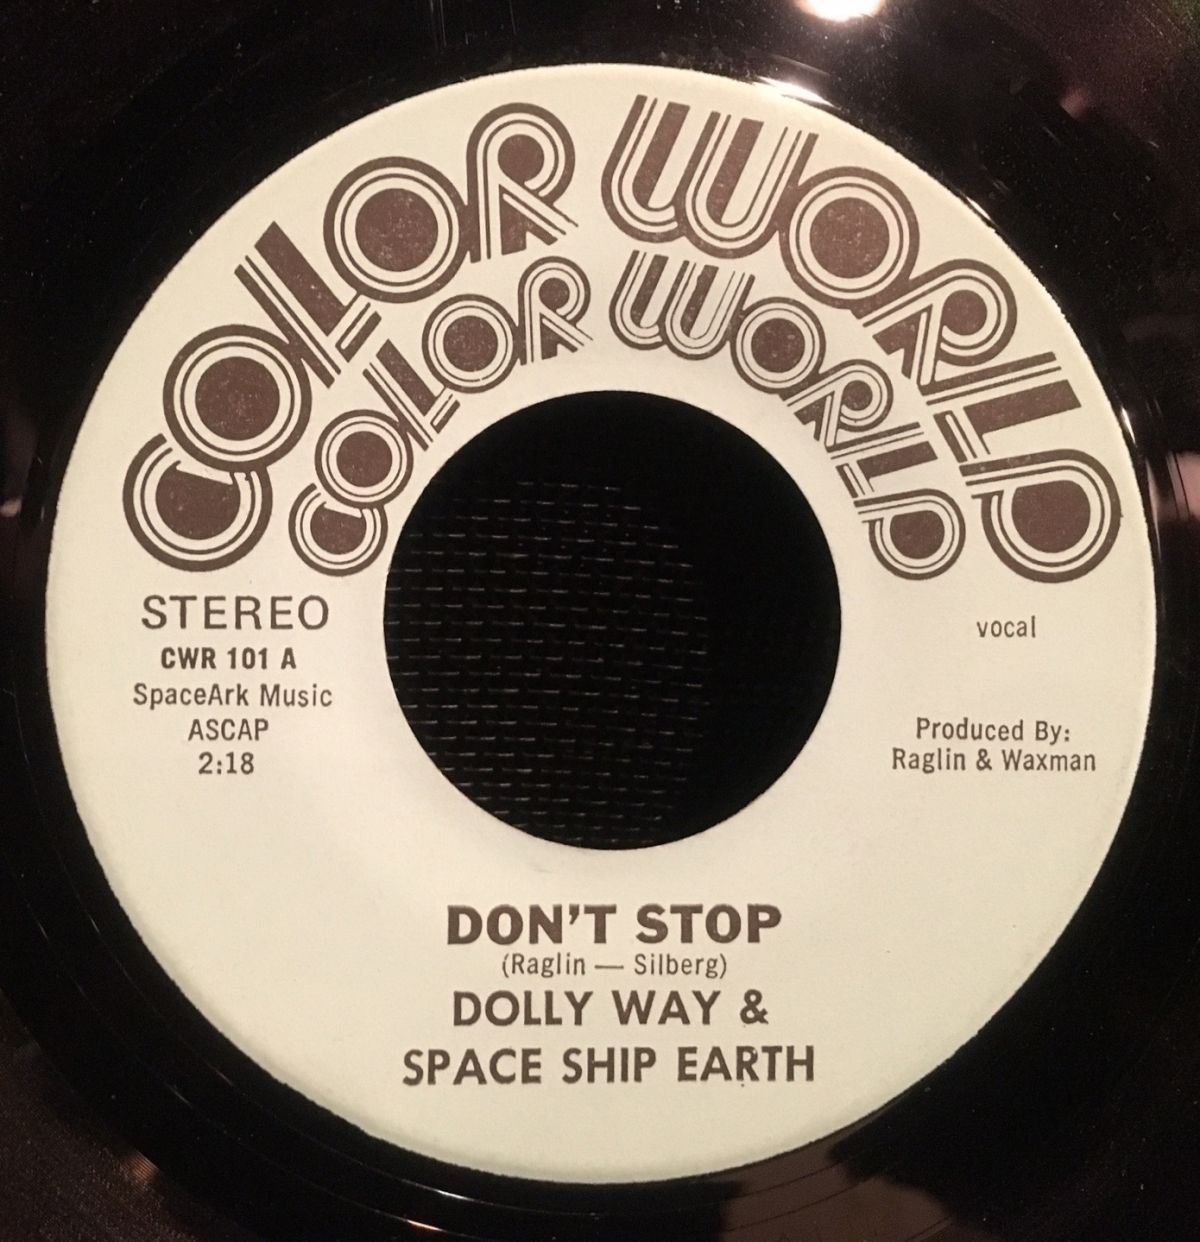 COLOR WORLD
COLOR WORLD
STEREO
CWR 101 A
SpaceArk Music
ASCAP
2:18
vocal
Produced By:
Raglin & Waxman
DON'T STOP
(Raglin — Silberg)
DOLLY WAY &
SPACE SHIP EARTH